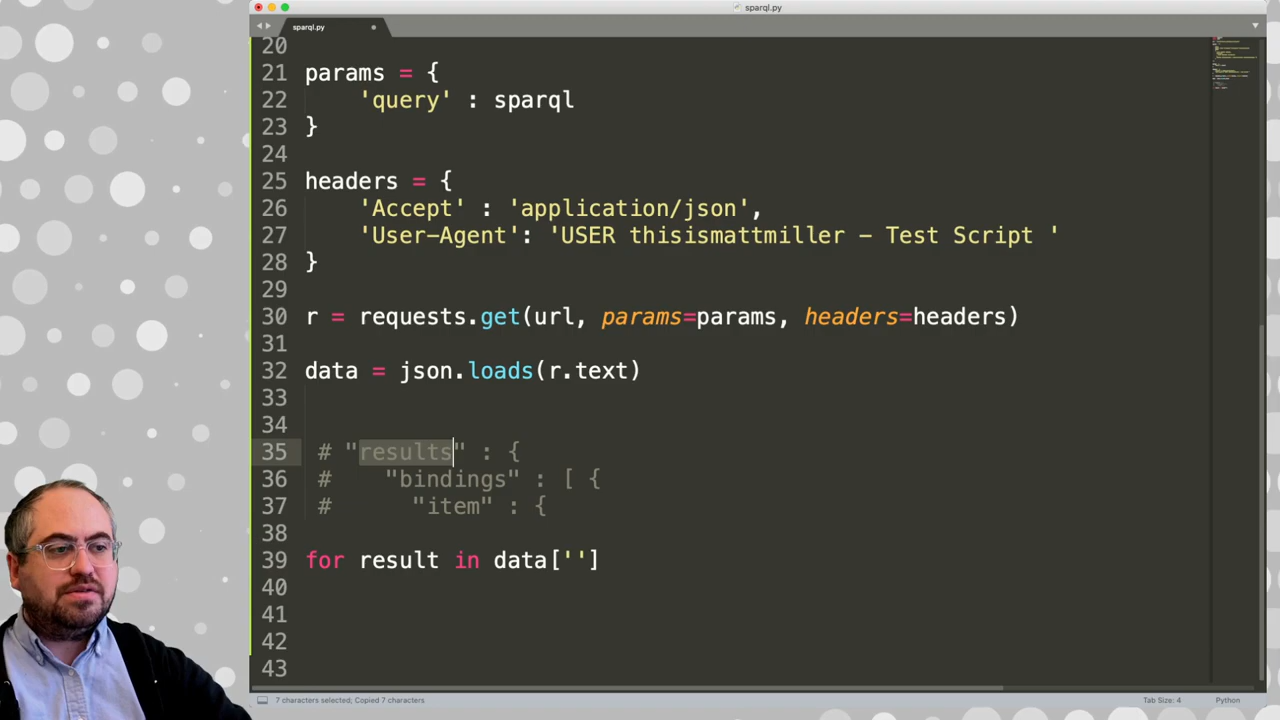 sparql.py
sparql.py
20
21 params = {
22 'query' : sparql
23 }
24
25 headers = {
26 'Accept' : 'application/json',
27 'User-Agent': 'USER thisismattmiller - Test Script '
28 }
29
30 r = requests.get(url, params=params, headers=headers)
31
32 data = json.loads(r.text)
33
34
35 # "results" : {
36 # "bindings" : [ {
37 # "item" : {
38
39 for result in data['']
40
41
42
43
7 characters selected; Copied 7 characters
Tab Size: 4
Python